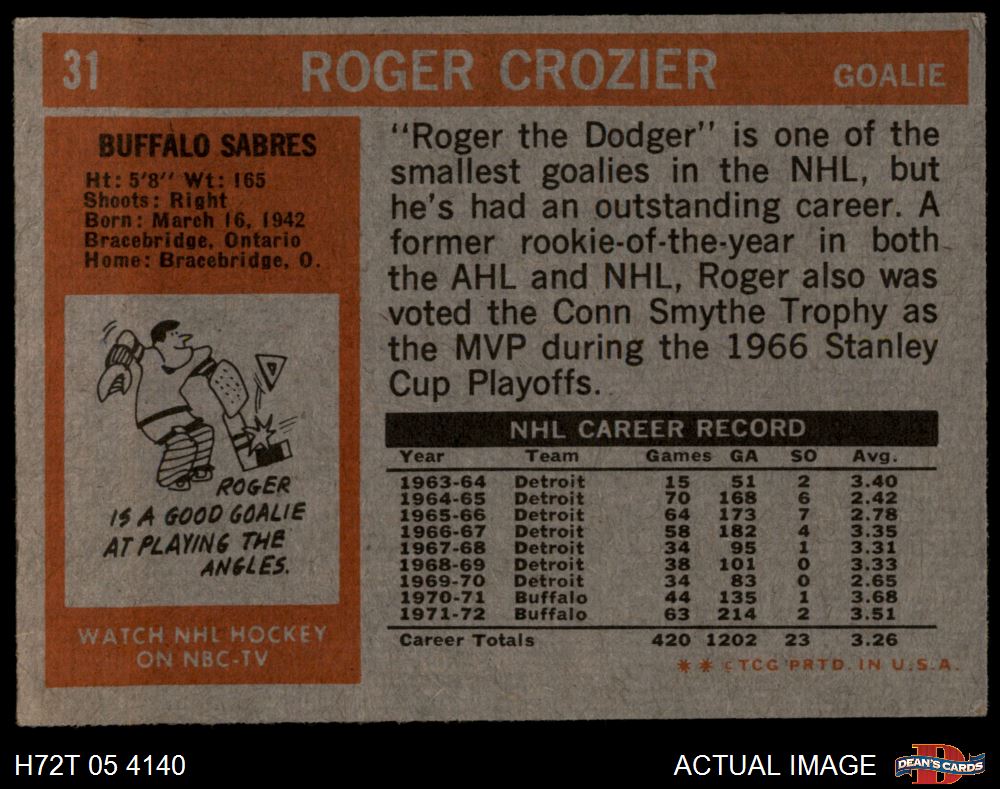 31 ROGER CROZIER GOALIE
BUFFALO SABRES
Ht: 5'8" Wt: 165
Shoots: Right
Born: March 16, 1942
Bracebridge, Ontario
Home: Bracebridge, O.
ROGER
IS A GOOD GOALIE
AT PLAYING THE
ANGLES.
WATCH NHL HOCKEY
ON NBC-TV
"Roger the Dodger" is one of the
smallest goalies in the NHL, but
he's had an outstanding career. A
former rookie-of-the-year in both
the AHL and NHL, Roger also was
voted the Conn Smythe Trophy as
the MVP during the 1966 Stanley
Cup Playoffs.
NHL CAREER RECORD
Year Team Games GA SO Avg.
1963-64 Detroit 15 51 2 3.40
1964-65 Detroit 70 168 6 2.42
1965-66 Detroit 64 173 7 2.78
1966-67 Detroit 58 182 4 3.35
1967-68 Detroit 34 95 1 3.31
1968-69 Detroit 38 101 0 3.33
1969-70 Detroit 34 83 0 2.65
1970-71 Buffalo 44 135 1 3.68
1971-72 Buffalo 63 214 2 3.51
Career Totals 420 1202 23 3.26
** ©TCG PRTD. IN U.S.A.
H72T 05 4140 ACTUAL IMAGE DEAN'S CARDS